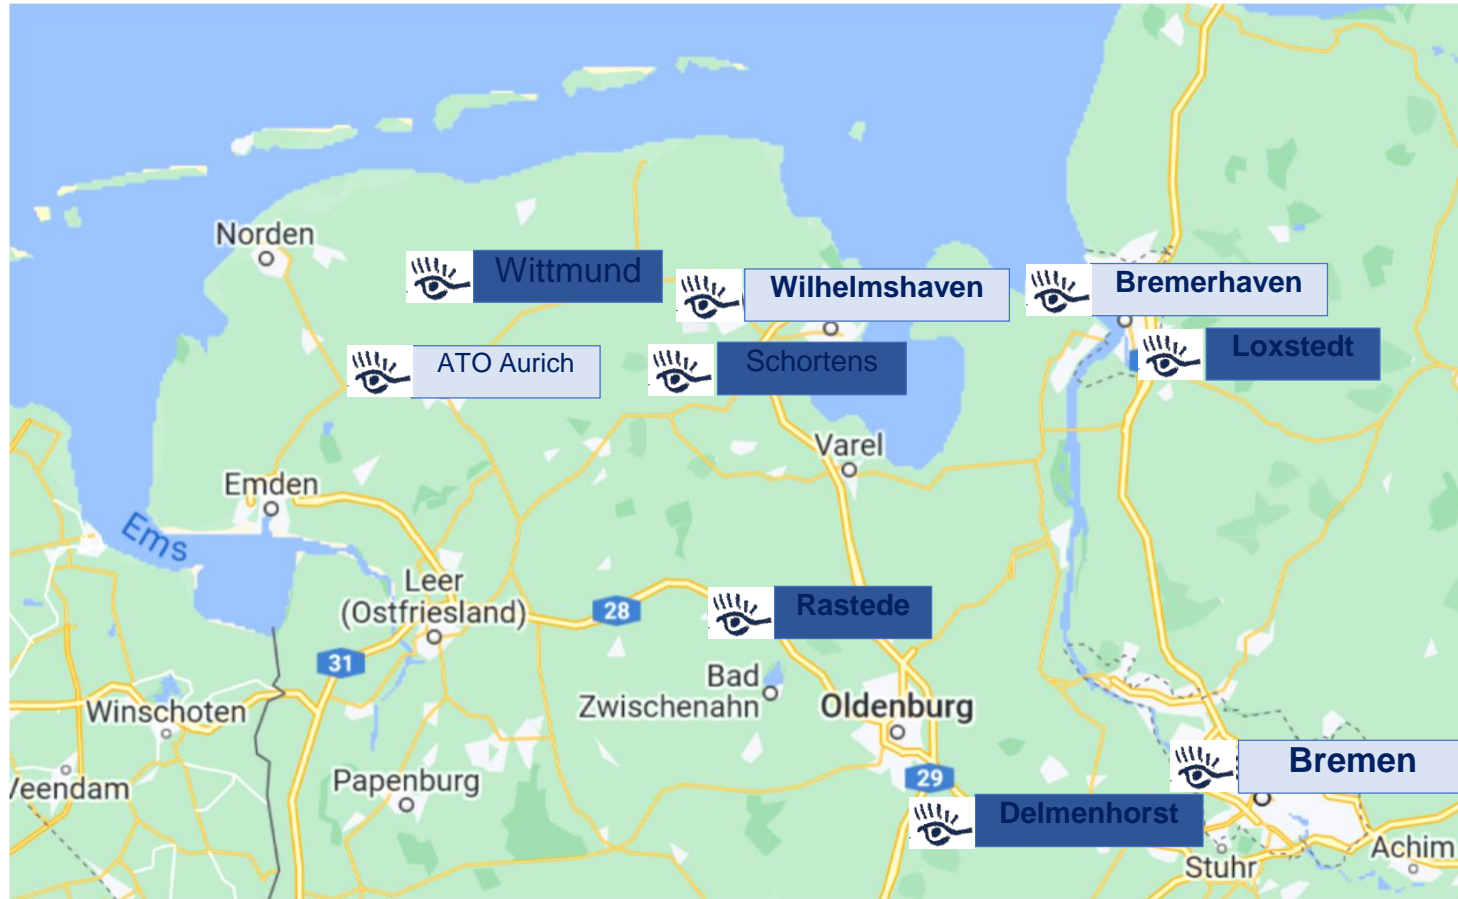 Norden
Wittmund
Wilhelmshaven
Bremerhaven
ATO Aurich
Schortens
Loxstedt
Varel
Emden
Ems
Leer
(Ostfriesland)
28
Rastede
31
Bad
Zwischenahn
Oldenburg
Winschoten
Bremen
29
Veendam
Papenburg
Delmenhorst
Stuhr
Achim